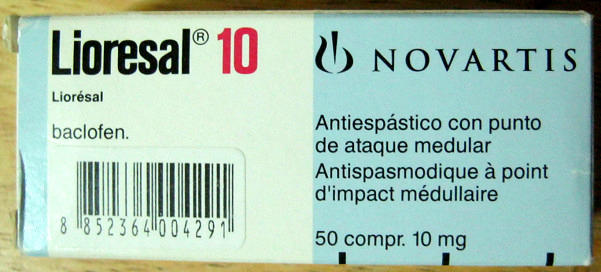 Lioresal® 10
Liorésal
baclofen.
8 852364 004291
NOVARTIS
Antiespástico con punto
de ataque medular
Antispasmodique à point
d'impact médullaire
50 compr. 10 mg